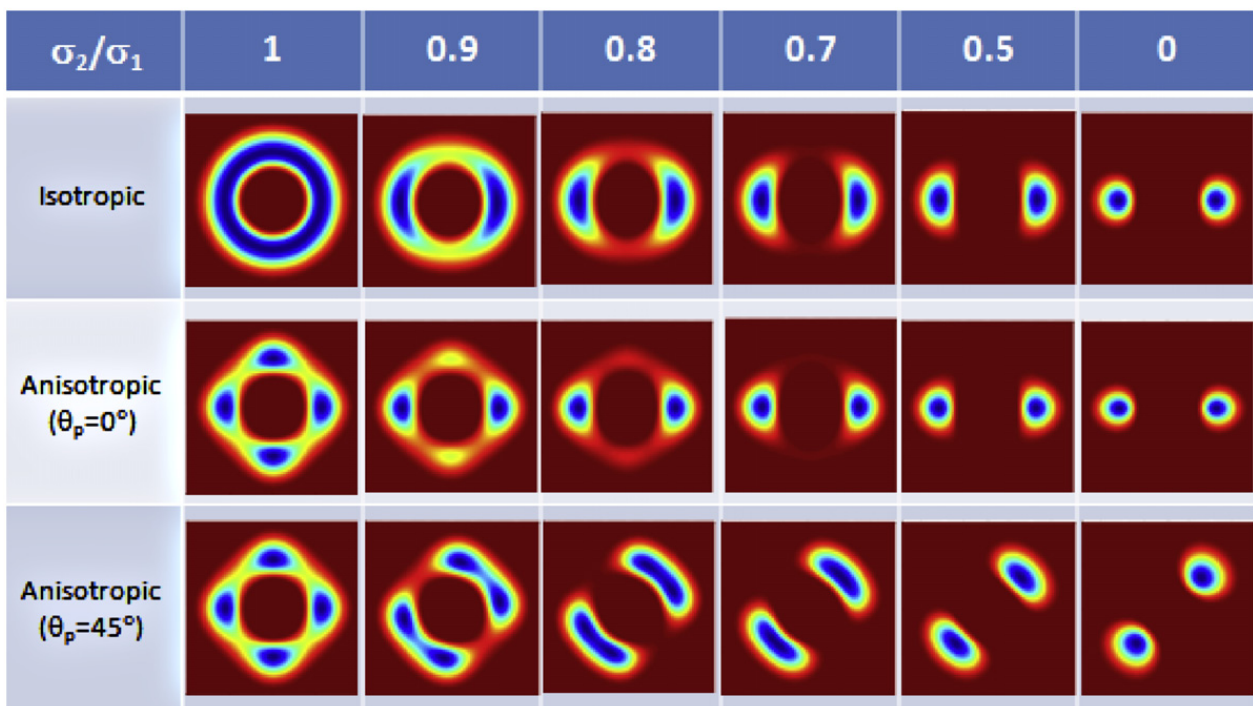 σ₂/σ₁ 1 0.9 0.8 0.7 0.5 0
Isotropic
Anisotropic
(θₚ=0°)
Anisotropic
(θₚ=45°)